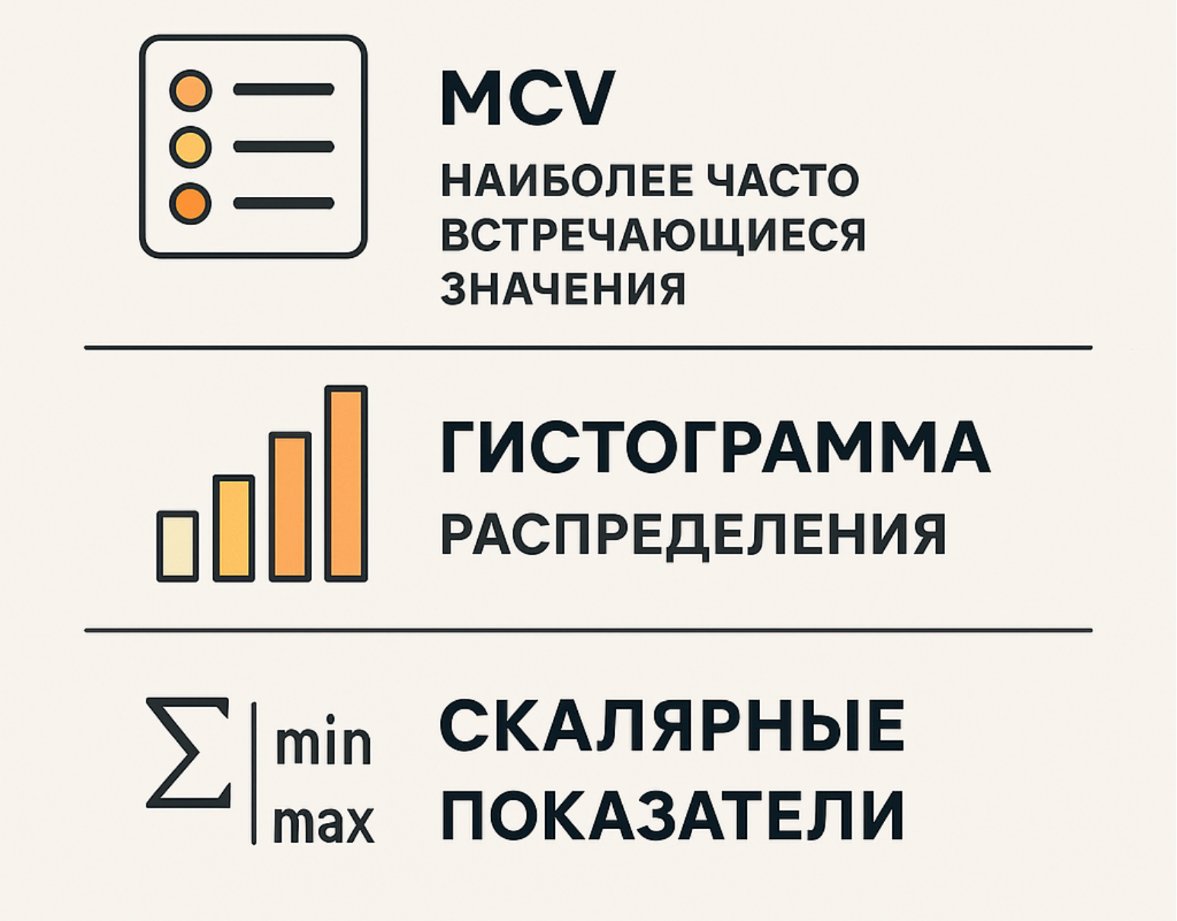 MCV
НАИБОЛЕЕ ЧАСТО
ВСТРЕЧАЮЩИЕСЯ
ЗНАЧЕНИЯ
ГИСТОГРАММА
РАСПРЕДЕЛЕНИЯ
Σ
min
max
СКАЛЯРНЫЕ
ПОКАЗАТЕЛИ